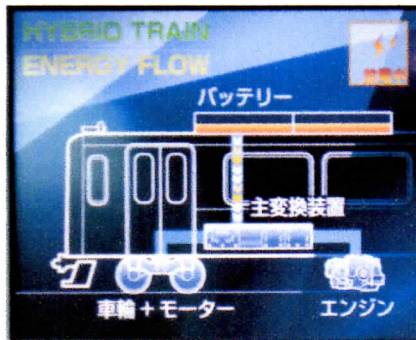 HYBRID TRAIN
ENERGY FLOW
バッテリー
主変換装置
車輪+モーター
エンジン